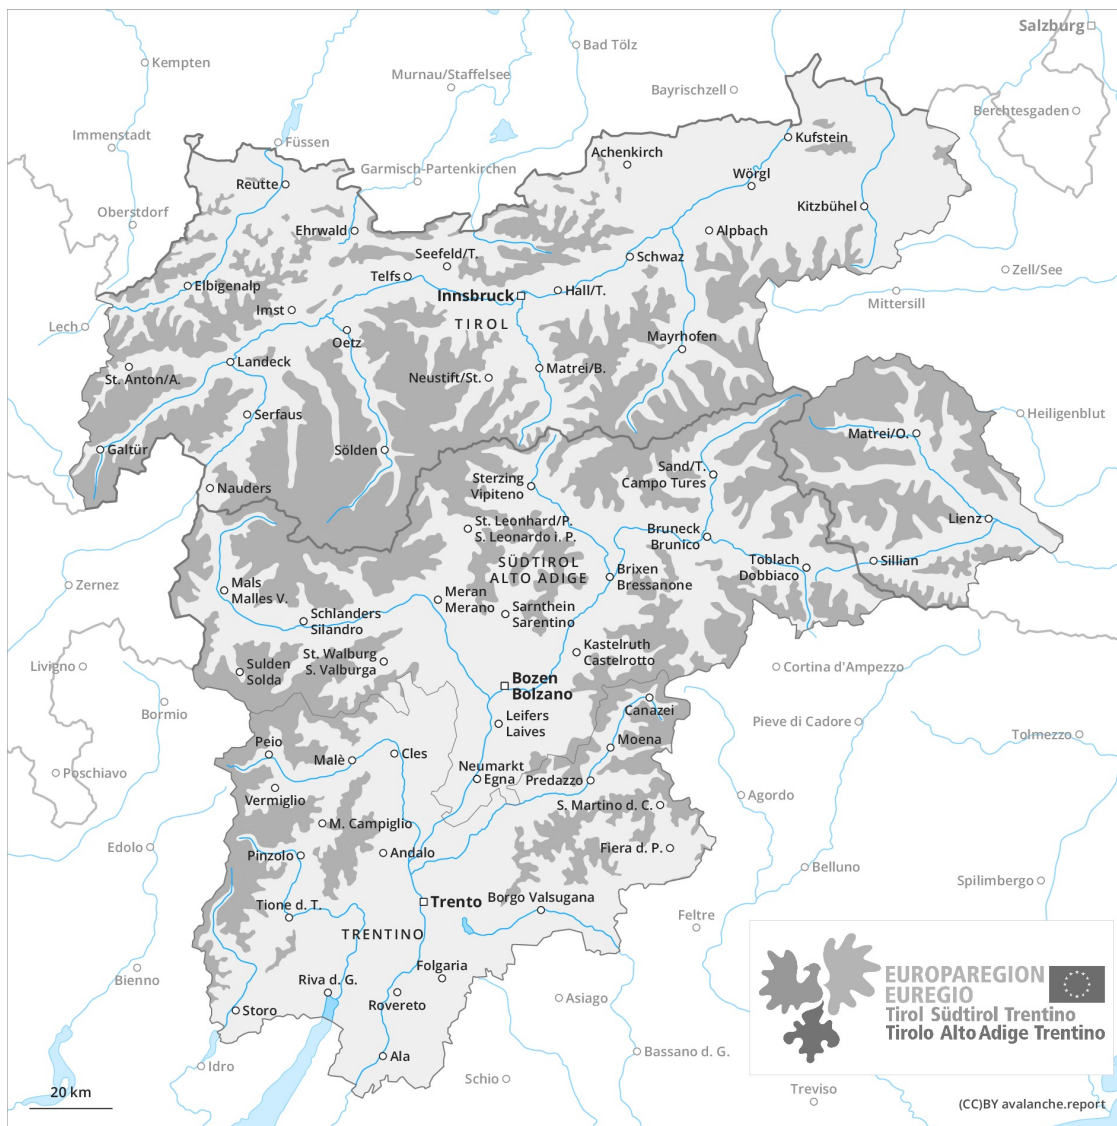 Salzburg
Bad Tölz
Kempten
Murnau/Staffelsee
Bayrischzell
Berchtesgaden
Immenstadt
Füssen
Kufstein
Achenkirch
Garmisch-Partenkirchen
Wörgl
Reutte
Kitzbühel
Oberstdorf
Ehrwald
Alpbach
Seefeld/T.
Schwaz
Zell/See
Telfs
Elbigenalp
Hall/T.
Innsbruck
Mittersill
Imst
TIROL
Lech
Oetz
Mayrhofen
Landeck
Matrei/B.
St. Anton/A.
Neustift/St.
Serfaus
Heiligenblut
Matrei/O.
Galtür
Sölden
Sand/T.
Campo Tures
Sterzing
Vipiteno
Nauders
Lienz
St. Leonhard/P.
S. Leonardo i. P.
Bruneck
Brunico
SÜDTIROL
ALTO ADIGE
Toblach
Dobbiaco
Sillian
Brixen
Bressanone
Zernez
Mals
Malles V.
Meran
Merano
Sarnthein
Sarentino
Schlanders
Silandro
Kastelruth
Castelrotto
St. Walburg
S. Valburga
Livigno
Sulden
Solda
Cortina d'Ampezzo
Bozen
Bolzano
Canazei
Bormio
Leifers
Laives
Pieve di Cadore
Tolmezzo
Peio
Moena
Malè
Cles
Poschiavo
Neumarkt
Egna
Predazzo
Vermiglio
Agordo
S. Martino d. C.
M. Campiglio
Edolo
Pinzolo
Andalo
Fiera d. P.
Belluno
Spilimbergo
Tione d. T.
Trento
Borgo Valsugana
Feltre
TRENTINO
Folgaria
Bienno
Riva d. G.
Rovereto
Asiago
Storo
EUROPAREGION
EUREGIO
Tirol Südtirol Trentino
Tirolo Alto Adige Trentino
Ala
Bassano d. G.
Idro
Schio
Treviso
20 km
(CC)BY avalanche.report